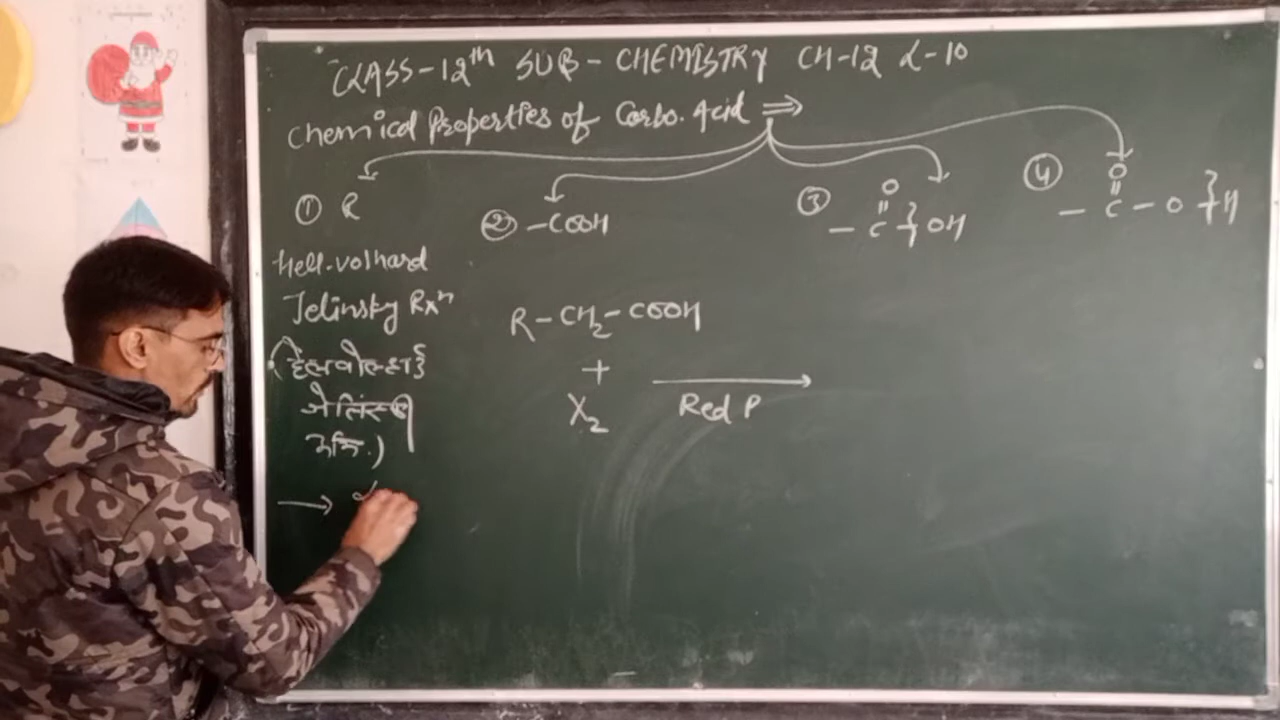 CLASS-12th SUB-CHEMISTRY CH-12 L-10
Chemical Properties of Carbo. Acid ⇒
① R
② -COOH
③ O
ǁ
- C } OH
④ O
ǁ
- C - O } H
Hell-volhard
Jelinsky Rxn
R-CH2-COOH
+
X2
Red P
(हेलवोल्हा}
जेलिंस्की
अभि.)
→ α